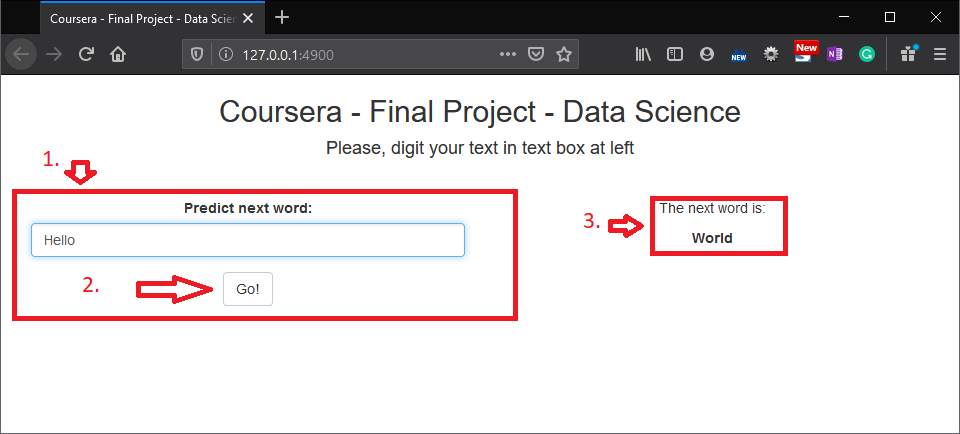 Coursera - Final Project - Data Scien
127.0.0.1:4900
NEW
New
N
G
Coursera - Final Project - Data Science
Please, digit your text in text box at left
1.
Predict next word:
Hello
2.
Go!
3.
The next word is:
World